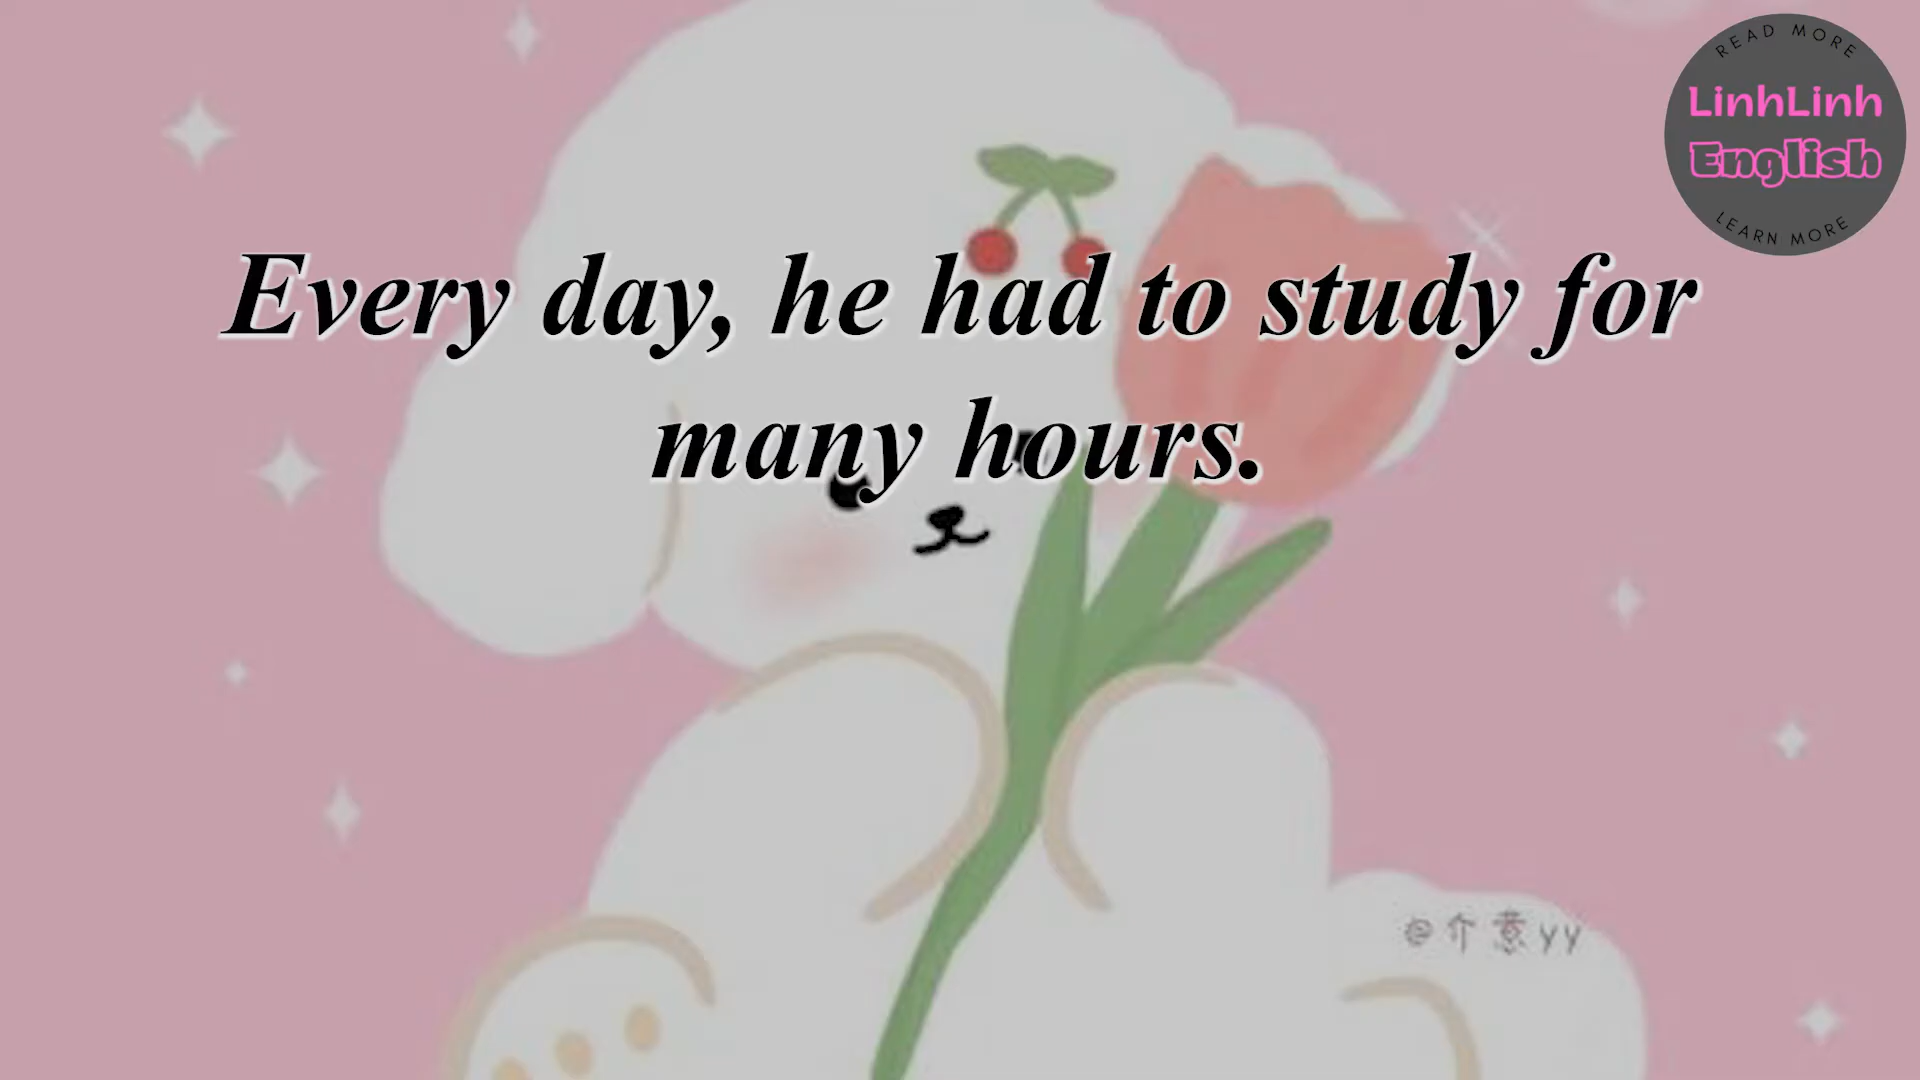 READ MORE
LinhLinh
English
LEARN MORE
Every day, he had to study for
many hours.
@介意yy